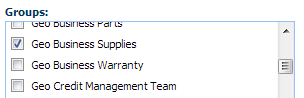 Groups:
Geo Business Parts
Geo Business Supplies
Geo Business Warranty
Geo Credit Management Team